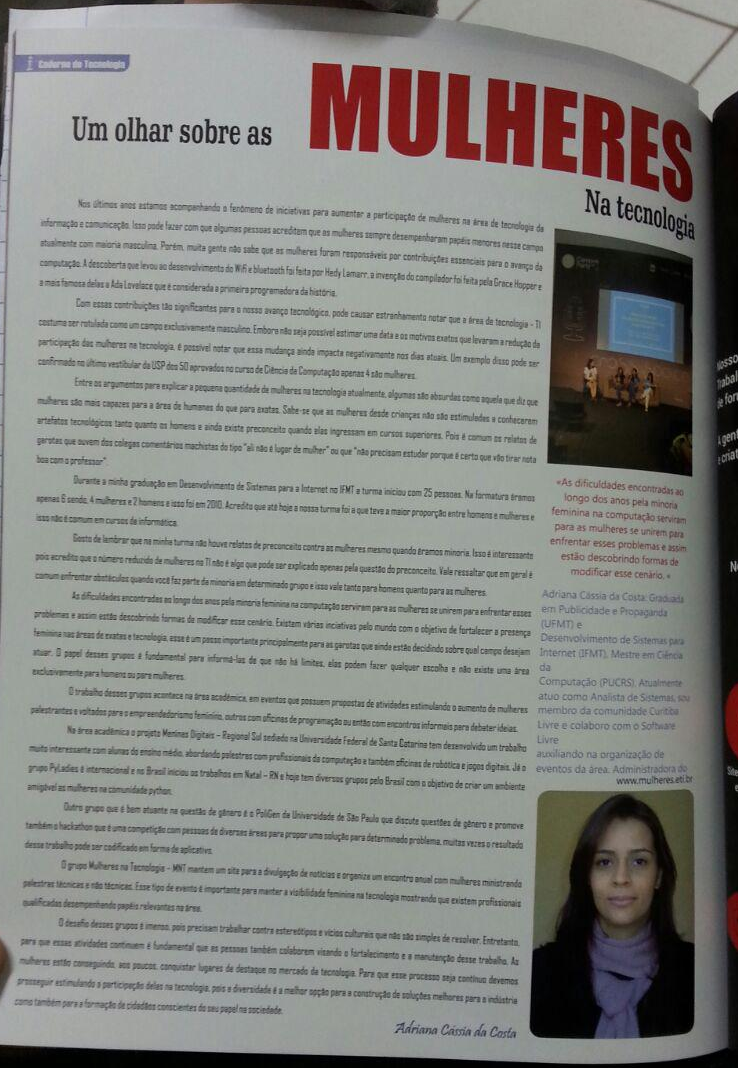 Caderno de Tecnologia
Um olhar sobre as
MULHERES
Na tecnologia
Nos últimos anos estamos acompanhando o fenômeno de iniciativas para aumentar a participação de mulheres na área de tecnologia da
informação e comunicação. Isso pode fazer com que algumas pessoas acreditem que as mulheres sempre desempenharam papéis menores nesse campo
atualmente com maioria masculina. Porém, muita gente não sabe que as mulheres foram responsáveis por contribuições essenciais para o avanço da
computação. A descoberta que levou ao desenvolvimento do Wifi e bluetooth foi feita por Hedy Lamarr, a invenção do compilador foi feita pela Grace Hopper e
a mais famosa delas a Ada Lovelace que é considerada a primeira programadora da história.
Com essas contribuições tão significantes para o nosso avanço tecnológico, pode causar estranhamento notar que a área de tecnologia - TI
costuma ser rotulada como um campo exclusivamente masculino. Embora não seja possível estimar uma data e os motivos exatos que levaram a redução da
participação das mulheres na tecnologia, é possível notar que essa mudança ainda impacta negativamente nos dias atuais. Um exemplo disso pode ser
confirmado no último vestibular da USP dos 50 aprovados no curso de Ciência da Computação apenas 4 são mulheres.
Entre os argumentos para explicar a pequena quantidade de mulheres na tecnologia atualmente, algumas são absurdas como aquela que diz que
mulheres são mais capazes para a área de humanas do que para exatas. Sabe-se que as mulheres desde crianças não são estimuladas a conhecerem
artefatos tecnológicos tanto quanto os homens e ainda existe preconceito quando elas ingressam em cursos superiores. Pois é comum os relatos de
garotas que ouvem dos colegas comentários machistas do tipo "ali não é lugar de mulher" ou que "não precisam estudar porque é certo que vão tirar nota
boa com o professor".
Durante a minha graduação em Desenvolvimento de Sistemas para a Internet no IFMT a turma iniciou com 25 pessoas. Na formatura éramos
apenas 6 sendo, 4 mulheres e 2 homens e isso foi em 2010. Acredito que até hoje a nossa turma foi a que teve a maior proporção entre homens e mulheres e
isso não é comum em cursos de informática.
Gosto de lembrar que na minha turma não houve relatos de preconceito contra as mulheres mesmo quando éramos minoria. Isso é interessante
pois acredito que o número reduzido de mulheres na TI não é algo que pode ser explicado apenas pela questão do preconceito. Vale ressaltar que em geral é
comum enfrentar obstáculos quando você faz parte da minoria em determinado grupo e isso vale tanto para homens quanto para as mulheres.
As dificuldades encontradas ao longo dos anos pela minoria feminina na computação serviram para as mulheres se unirem para enfrentar esses
problemas e assim estão descobrindo formas de modificar esse cenário. Existem várias inciativas pelo mundo com o objetivo de fortalecer a presença
feminina nas áreas de exatas e tecnologia, esse é um passo importante principalmente para as garotas que ainda estão decidindo sobre qual campo desejam
atuar. O papel desses grupos é fundamental para informá-las de que não há limites, elas podem fazer qualquer escolha e não existe uma área
exclusivamente para homens ou para mulheres.
O trabalho desses grupos acontece na área acadêmica, em eventos que possuem propostas de atividades estimulando o aumento de mulheres
palestrantes e voltados para o empreendedorismo feminino, outros com oficinas de programação ou então com encontros informais para debater ideias.
Na área acadêmica o projeto Meninas Digitais - Regional Sul sediado na Universidade Federal de Santa Catarina tem desenvolvido um trabalho
muito interessante com alunas do ensino médio, abordando palestras com profissionais da computação e também oficinas de robótica e jogos digitais. Já o
grupo PyLadies é internacional e no Brasil iniciou os trabalhos em Natal - RN e hoje tem diversos grupos pelo Brasil com o objetivo de criar um ambiente
amigável as mulheres na comunidade python.
Outro grupo que é bem atuante na questão de gênero é o PoliGen da Universidade de São Paulo que discute questões de gênero e promove
também o hackathon que é uma competição com pessoas de diversas áreas para propor uma solução para determinado problema, muitas vezes o resultado
desse trabalho pode ser codificado em forma de aplicativo.
O grupo Mulheres na Tecnologia - MNT mantem um site para a divulgação de notícias e organiza um encontro anual com mulheres ministrando
palestras técnicas e não técnicas. Esse tipo de evento é importante para manter a visibilidade feminina na tecnologia mostrando que existem profissionais
qualificadas desempenhando papéis relevantes na área.
O desafio desses grupos é imenso, pois precisam trabalhar contra estereótipos e vícios culturais que não são simples de resolver. Entretanto,
para que essas atividades continuem é fundamental que as pessoas também colaborem visando o fortalecimento e a manutenção desse trabalho. As
mulheres estão conseguindo, aos poucos, conquistar lugares de destaque no mercado da tecnologia. Para que esse processo seja contínuo devemos
prosseguir estimulando a participação delas na tecnologia, pois a diversidade é a melhor opção para a construção de soluções melhores para a indústria
como também para a formação de cidadãos conscientes do seu papel na sociedade.
Adriana Cássia da Costa
«As dificuldades encontradas ao
longo dos anos pela minoria
feminina na computação serviram
para as mulheres se unirem para
enfrentar esses problemas e assim
estão descobrindo formas de
modificar esse cenário. «
Adriana Cássia da Costa: Graduada
em Publicidade e Propaganda
(UFMT) e
Desenvolvimento de Sistemas para
Internet (IFMT), Mestre em Ciência
da
Computação (PUCRS). Atualmente
atuo como Analista de Sistemas, sou
membro da comunidade Curitiba
Livre e colaboro com o Software
Livre
auxiliando na organização de
eventos da área. Administradora do
www.mulheres.eti.br